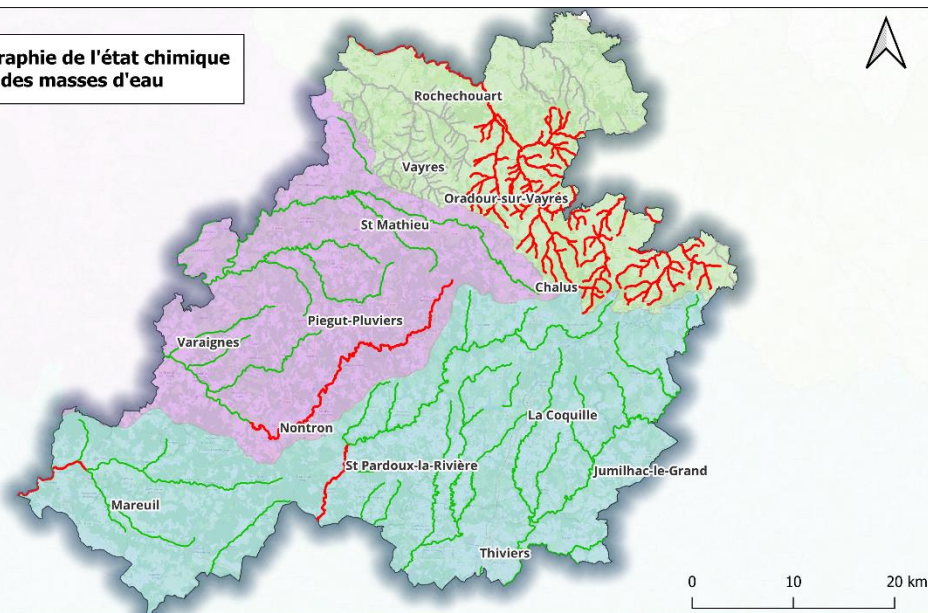 raphie de l'état chimique
des masses d'eau
Rochechouart
Vayres
Oradour-sur-Vayres
St Mathieu
Chalus
Piegut-Pluviers
Varaignes
La Coquille
Nontron
St Pardoux-la-Rivière
Jumilhac-le-Grand
Mareuil
Thiviers
0 10 20 km